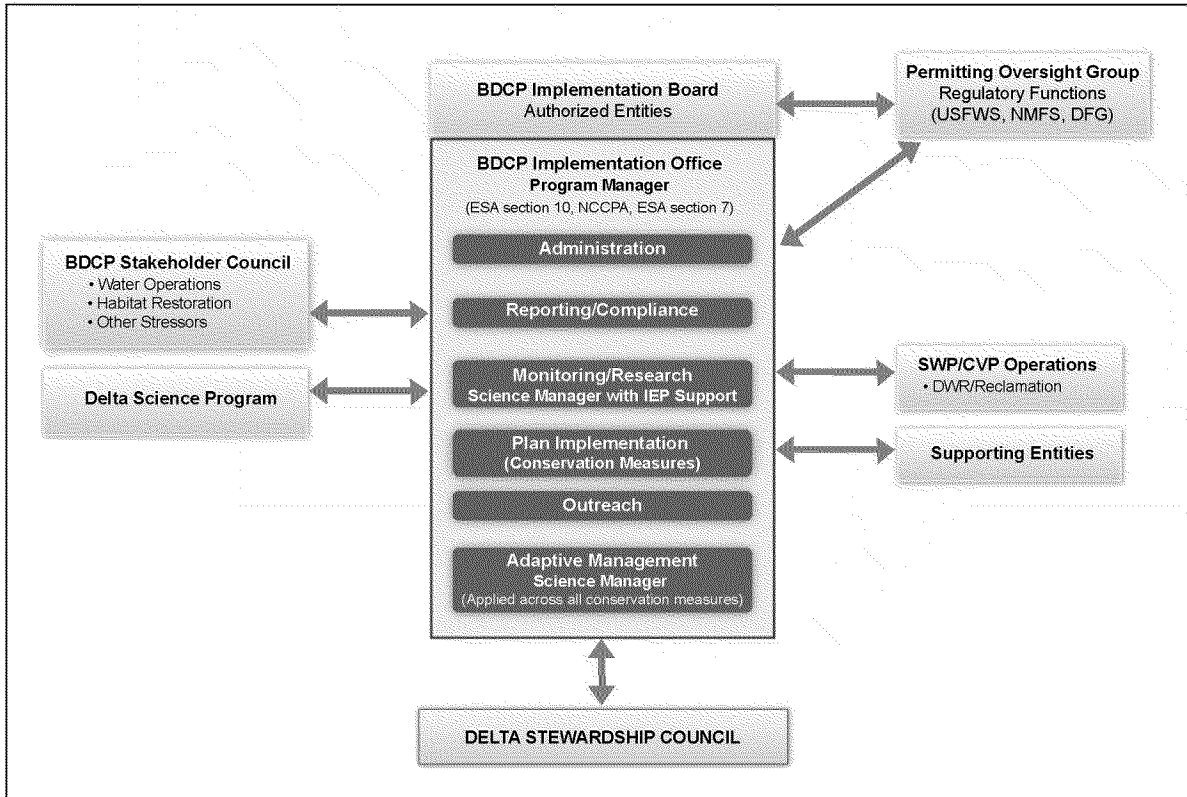 BDCP Implementation Board
Authorized Entities
Permitting Oversight Group
Regulatory Functions
(USFWS, NMFS, DFG)
BDCP Implementation Office
Program Manager
(ESA section 10, NCCPA, ESA section 7)
Administration
Reporting/Compliance
Monitoring/Research
Science Manager with IEP Support
Plan Implementation
(Conservation Measures)
Outreach
Adaptive Management
Science Manager
(Applied across all conservation measures)
BDCP Stakeholder Council
• Water Operations
• Habitat Restoration
• Other Stressors
Delta Science Program
SWP/CVP Operations
• DWR/Reclamation
Supporting Entities
DELTA STEWARDSHIP COUNCIL